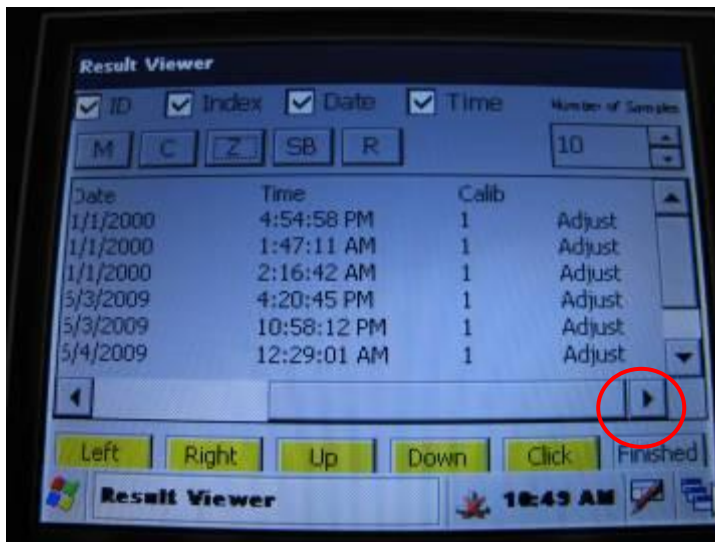 Result Viewer
ID Index Date Time Number of Samples
M C Z SB R 10
Date Time Calib
1/1/2000 4:54:58 PM 1 Adjust
1/1/2000 1:47:11 AM 1 Adjust
1/1/2000 2:16:42 AM 1 Adjust
5/3/2009 4:20:45 PM 1 Adjust
5/3/2009 10:58:12 PM 1 Adjust
5/4/2009 12:29:01 AM 1 Adjust
Left Right Up Down Click Finished
Result Viewer 10:49 AM